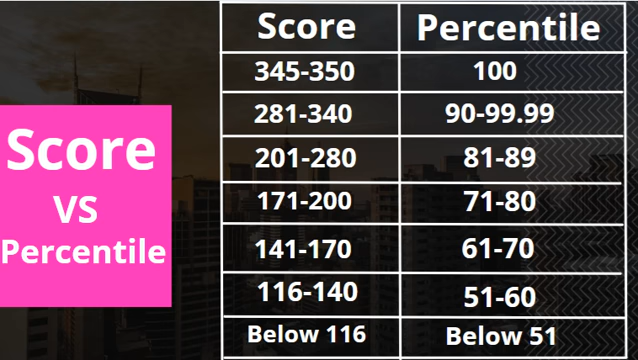 Score
VS
Percentile
Score Percentile
345-350 100
281-340 90-99.99
201-280 81-89
171-200 71-80
141-170 61-70
116-140 51-60
Below 116 Below 51